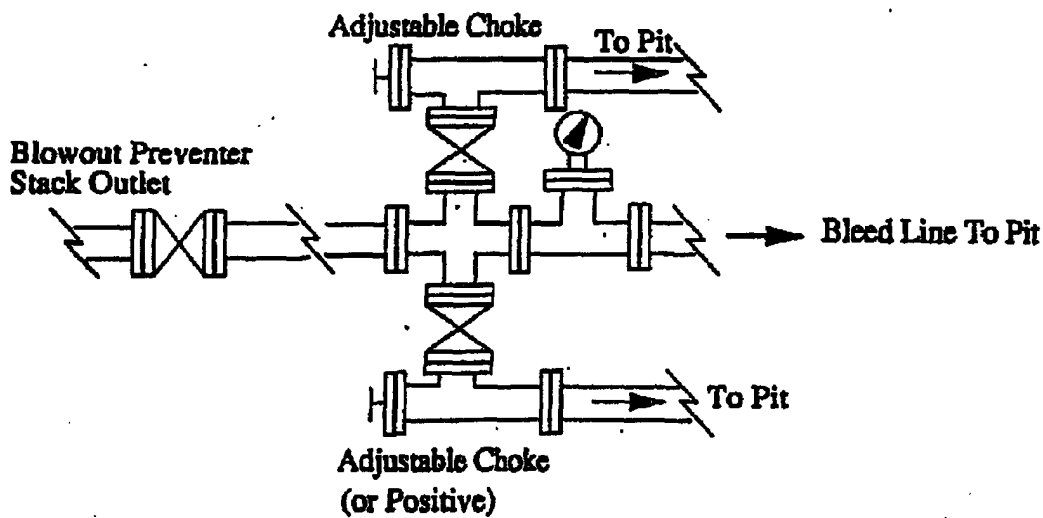 Adjustable Choke
To Pit
Blowout Preventer
Stack Outlet
Bleed Line To Pit
To Pit
Adjustable Choke
(or Positive)